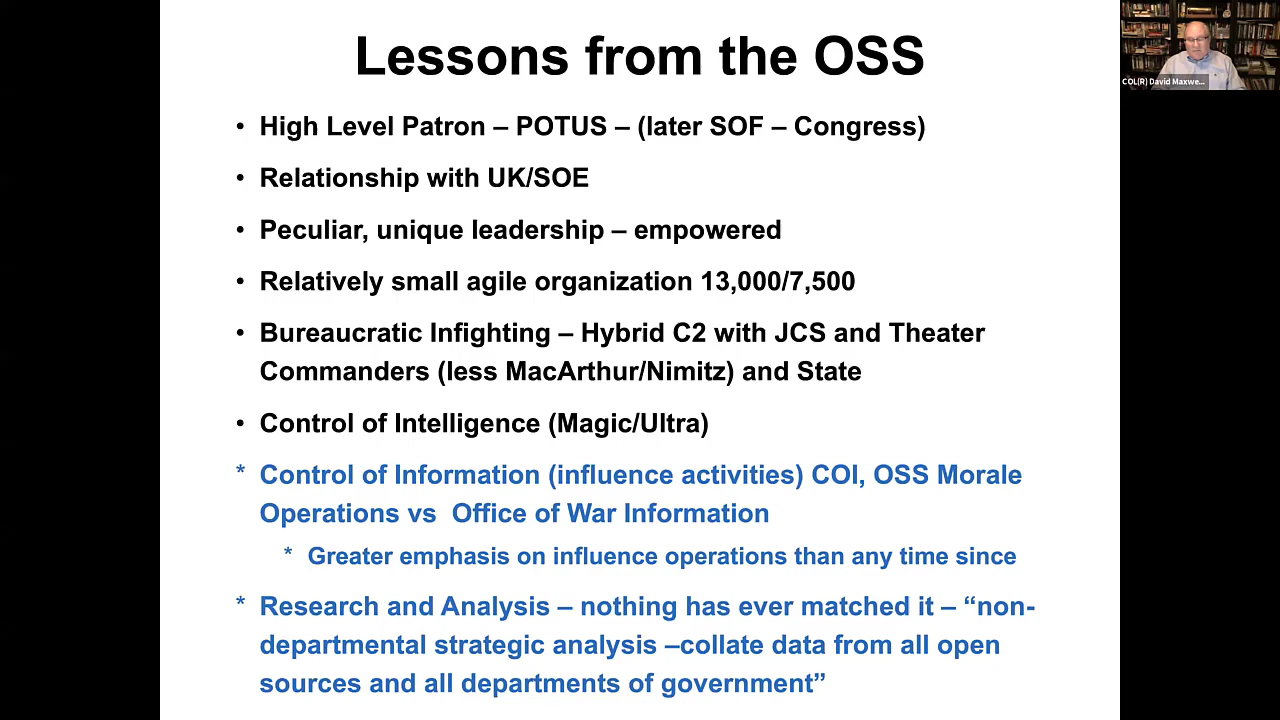 Lessons from the OSS
COL(R) David Maxwe...
• High Level Patron – POTUS – (later SOF – Congress)
• Relationship with UK/SOE
• Peculiar, unique leadership – empowered
• Relatively small agile organization 13,000/7,500
• Bureaucratic Infighting – Hybrid C2 with JCS and Theater
Commanders (less MacArthur/Nimitz) and State
• Control of Intelligence (Magic/Ultra)
* Control of Information (influence activities) COI, OSS Morale
Operations vs  Office of War Information
* Greater emphasis on influence operations than any time since
* Research and Analysis – nothing has ever matched it – “non-
departmental strategic analysis –collate data from all open
sources and all departments of government”